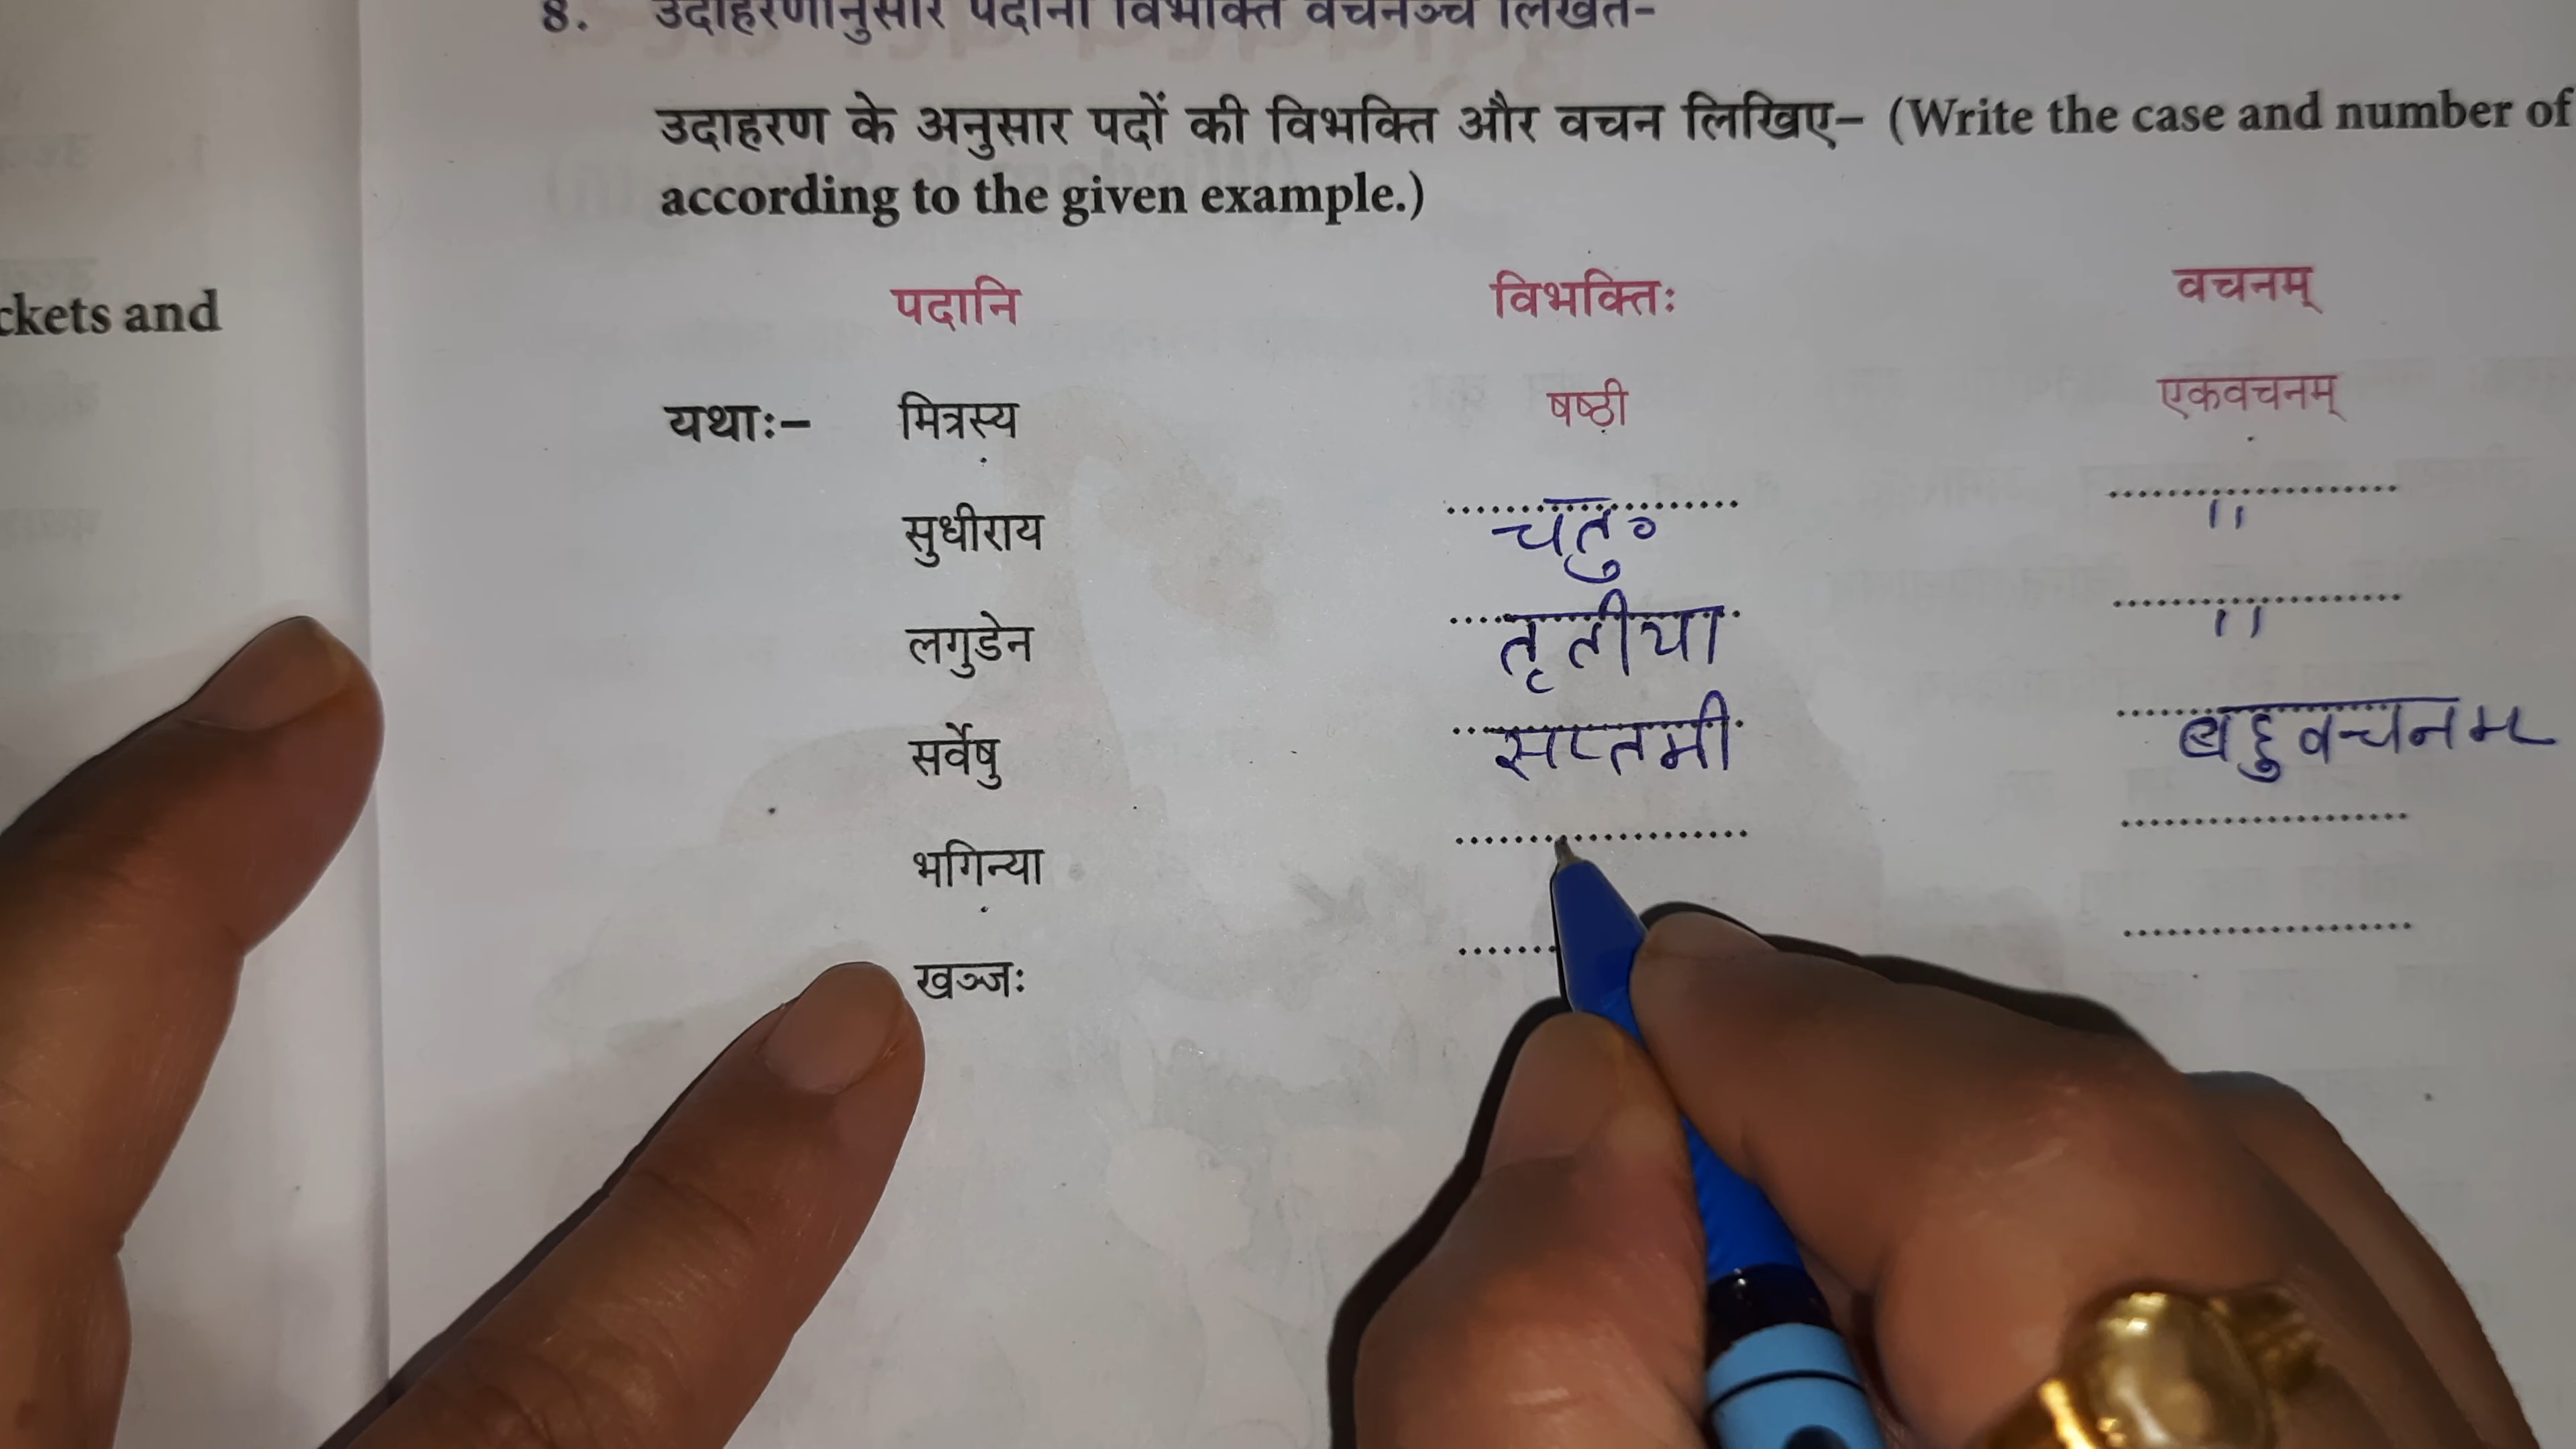 8. उदाहरणानुसारं पदानां विभक्तिं वचनञ्च लिखत-
उदाहरण के अनुसार पदों की विभक्ति और वचन लिखिए– (Write the case and number of
according to the given example.)
ckets and
पदानि विभक्तिः वचनम्
यथाः– मित्रस्य षष्ठी एकवचनम्
सुधीराय चतु० ''
लगुडेन तृतीया ''
सर्वेषु सप्तमी बहुवचनम्
भगिन्या
खञ्जः